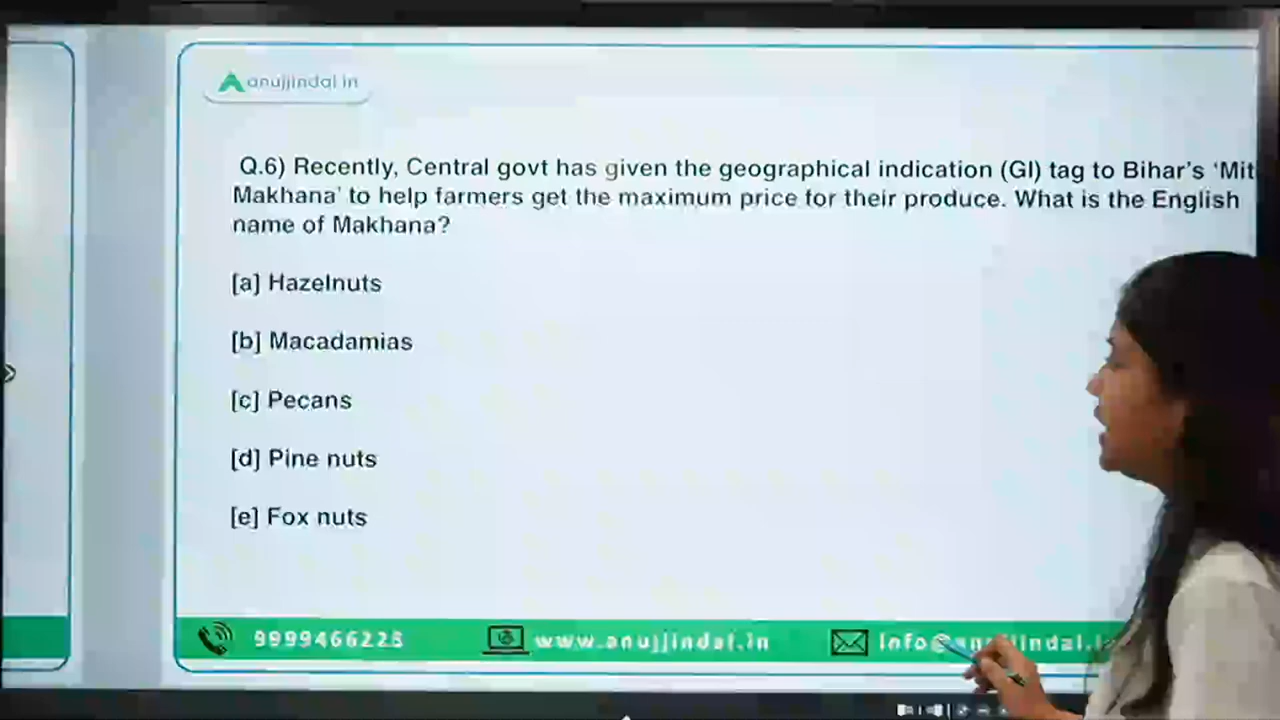 anujjindal.in
Q.6) Recently, Central govt has given the geographical indication (GI) tag to Bihar's 'Mit
Makhana' to help farmers get the maximum price for their produce. What is the English
name of Makhana?
[a] Hazelnuts
[b] Macadamias
[c] Pecans
[d] Pine nuts
[e] Fox nuts
9999466225 www.anujjindal.in